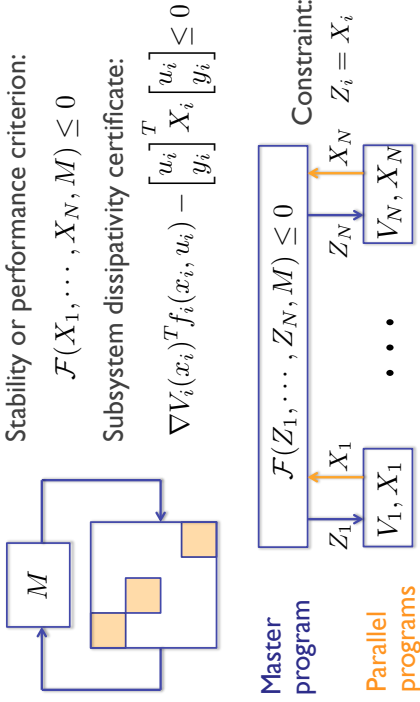 M
Stability or performance criterion:
$\mathcal{F}(X_1, \cdots, X_N, M) \leq 0$
Subsystem dissipativity certificate:
$\nabla V_i(x_i)^T f_i(x_i, u_i) - \begin{bmatrix} u_i \\ y_i \end{bmatrix}^T X_i \begin{bmatrix} u_i \\ y_i \end{bmatrix} \leq 0$
Master
program
$\mathcal{F}(Z_1, \cdots, Z_N, M) \leq 0$
Constraint:
$Z_i = X_i$
$Z_1$ $X_1$ $Z_N$ $X_N$
Parallel
programs
$V_1, X_1$ • • • $V_N, X_N$